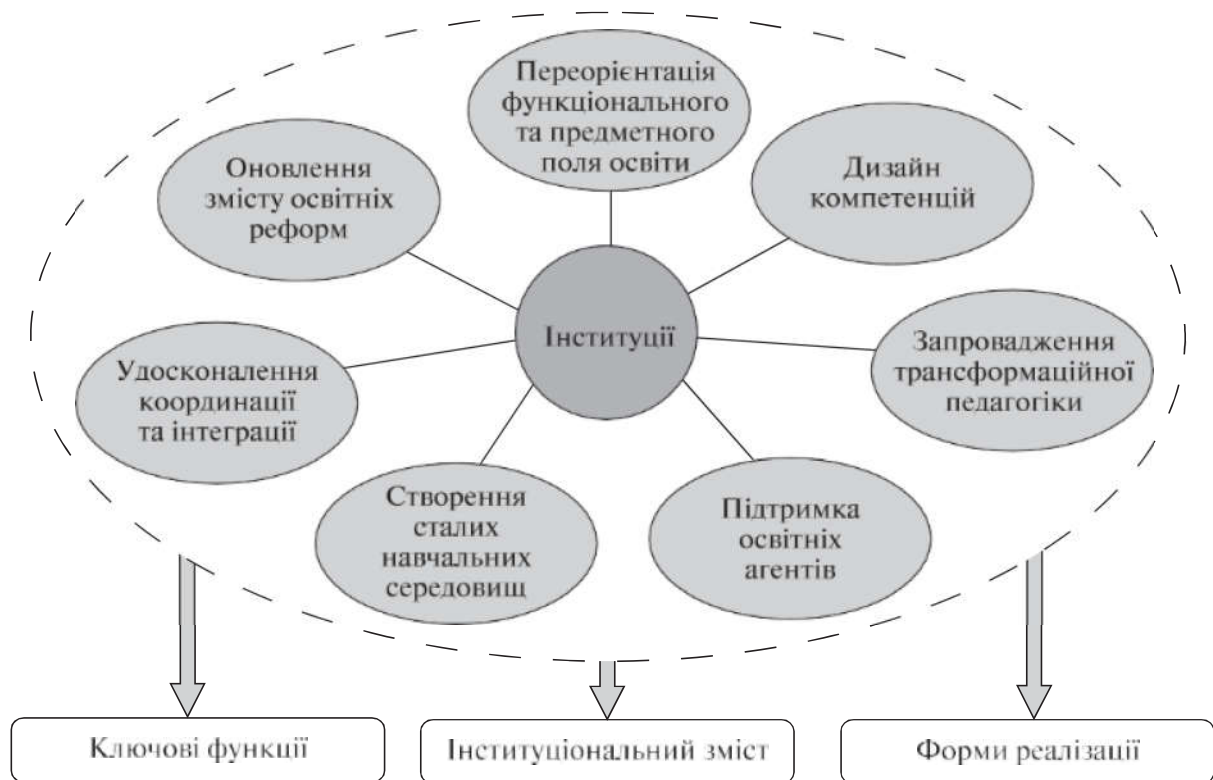 Переорієнтація
функціонального
та предметного
поля освіти
Оновлення
змісту освітніх
реформ
Дизайн
компетенцій
Інституції
Запровадження
трансформаційної
педагогіки
Удосконалення
координації
та інтеграції
Створення
сталих
навчальних
середовищ
Підтримка
освітніх
агентів
Ключові функції
Інституціональний зміст
Форми реалізації